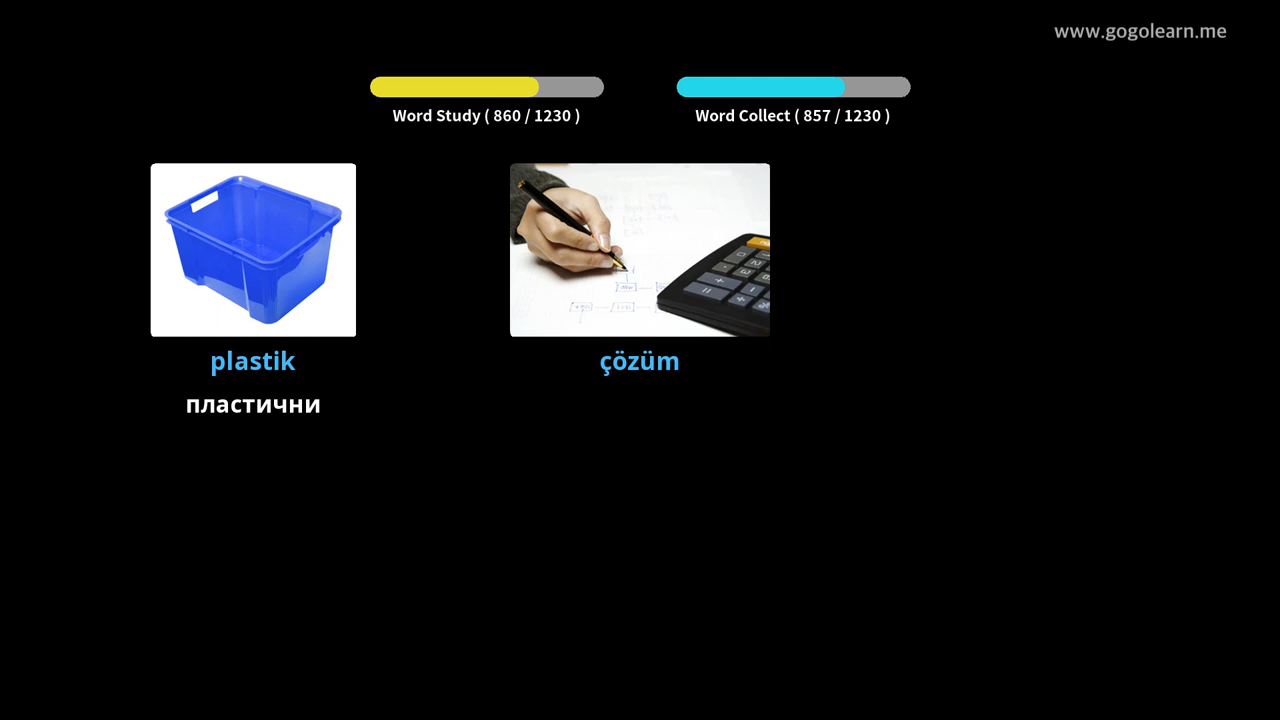 www.gogolearn.me
Word Study ( 860 / 1230 )
Word Collect ( 857 / 1230 )
plastik
çözüm
пластични